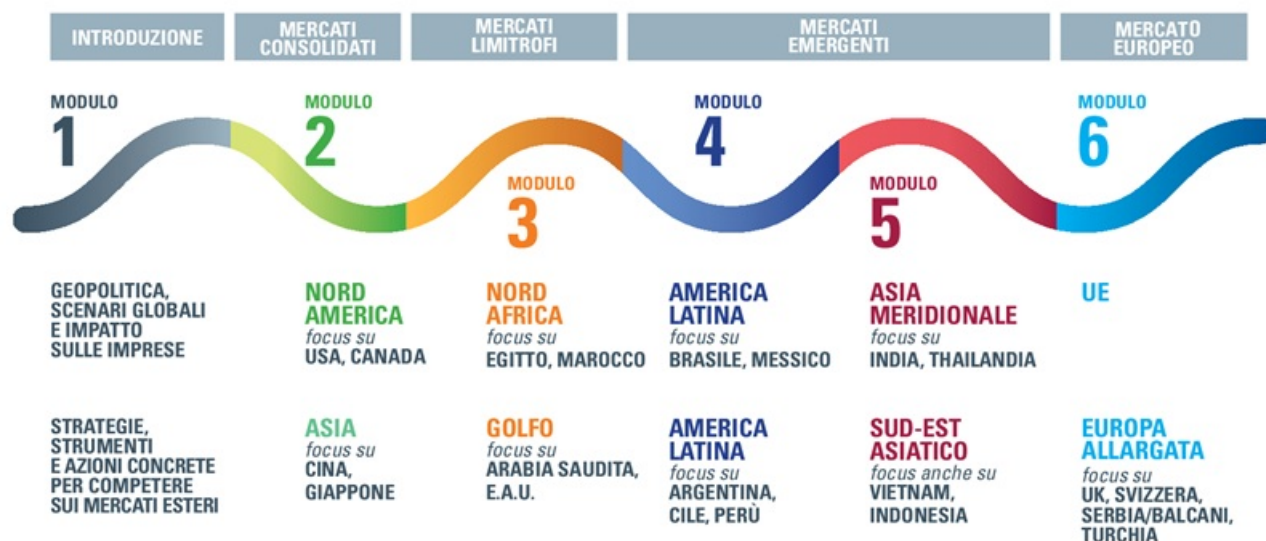 INTRODUZIONE
MERCATI
CONSOLIDATI
MERCATI
LIMITROFI
MERCATI
EMERGENTI
MERCATO
EUROPEO
MODULO
1
MODULO
2
MODULO
3
MODULO
4
MODULO
5
MODULO
6
GEOPOLITICA,
SCENARI GLOBALI
E IMPATTO
SULLE IMPRESE
NORD
AMERICA
focus su
USA, CANADA
NORD
AFRICA
focus su
EGITTO, MAROCCO
AMERICA
LATINA
focus su
BRASILE, MESSICO
ASIA
MERIDIONALE
focus su
INDIA, THAILANDIA
UE
STRATEGIE,
STRUMENTI
E AZIONI CONCRETE
PER COMPETERE
SUI MERCATI ESTERI
ASIA
focus su
CINA,
GIAPPONE
GOLFO
focus su
ARABIA SAUDITA,
E.A.U.
AMERICA
LATINA
focus su
ARGENTINA,
CILE, PERÙ
SUD-EST
ASIATICO
focus anche su
VIETNAM,
INDONESIA
EUROPA
ALLARGATA
focus su
UK, SVIZZERA,
SERBIA/BALCANI,
TURCHIA